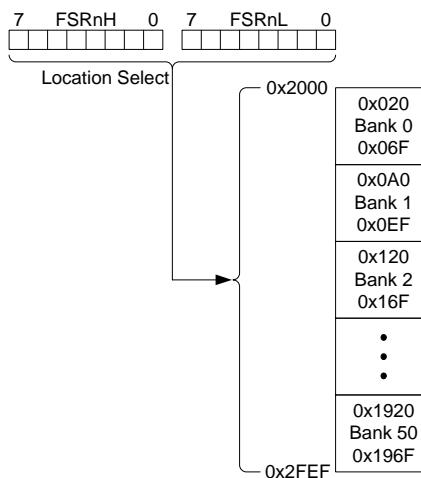 7 FSRnH 0 7 FSRnL 0
Location Select
0x2000
0x020
Bank 0
0x06F
0x0A0
Bank 1
0x0EF
0x120
Bank 2
0x16F
0x1920
Bank 50
0x196F
0x2FEF